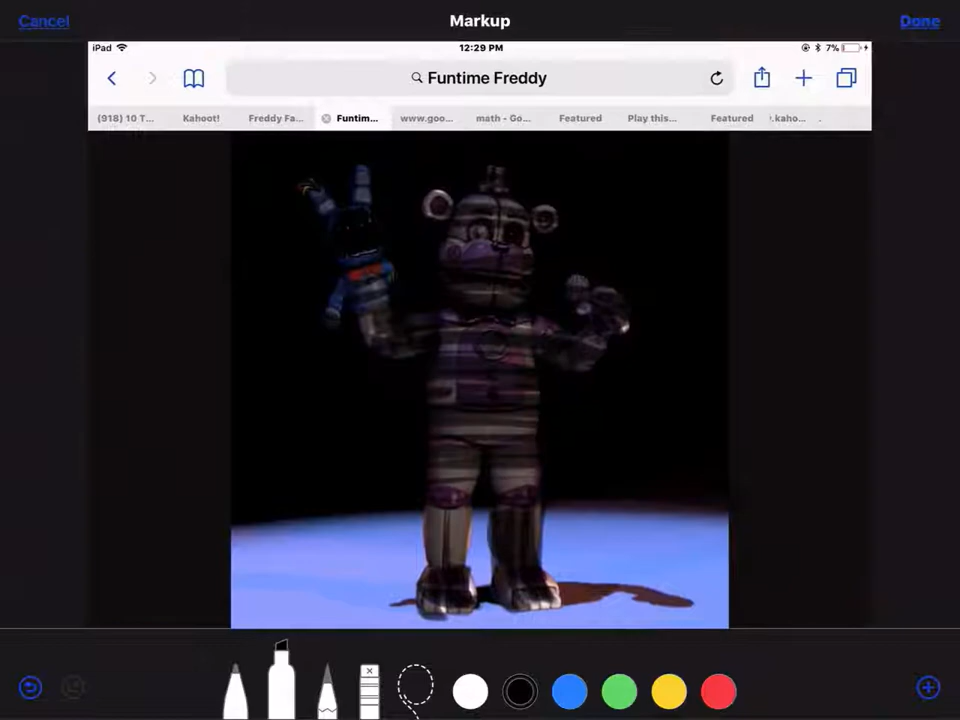 Cancel Markup Done
iPad 12:29 PM 7%
Funtime Freddy
(918) 10 T... Kahoot! Freddy Fa... Funtim... www.goo... math - Go... Featured Play this... Featured .kaho...